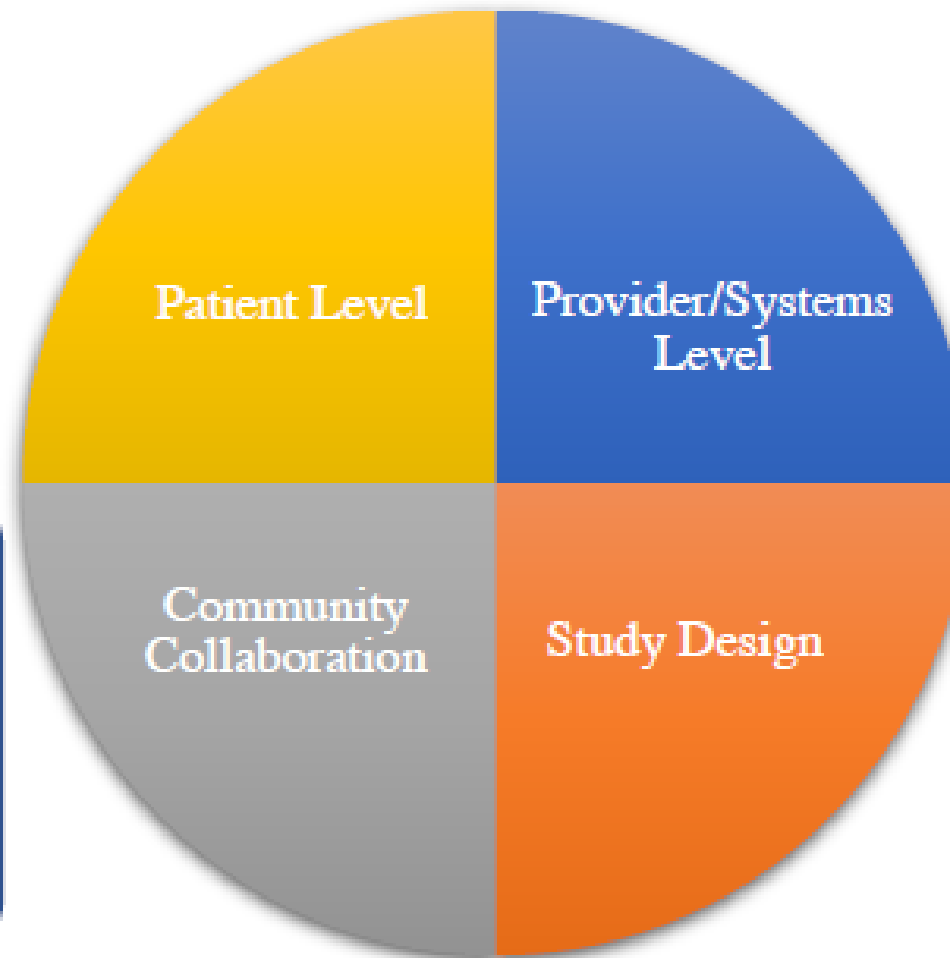 Patient Level
Provider/Systems
Level
Community
Collaboration
Study Design